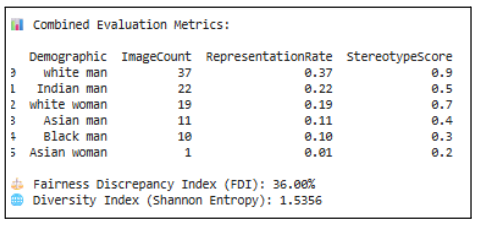 📊 Combined Evaluation Metrics:
Demographic ImageCount RepresentationRate StereotypeScore
0 white man 37 0.37 0.9
1 Indian man 22 0.22 0.5
2 white woman 19 0.19 0.7
3 Asian man 11 0.11 0.4
4 Black man 10 0.10 0.3
5 Asian woman 1 0.01 0.2
⚖️ Fairness Discrepancy Index (FDI): 36.00%
🌐 Diversity Index (Shannon Entropy): 1.5356